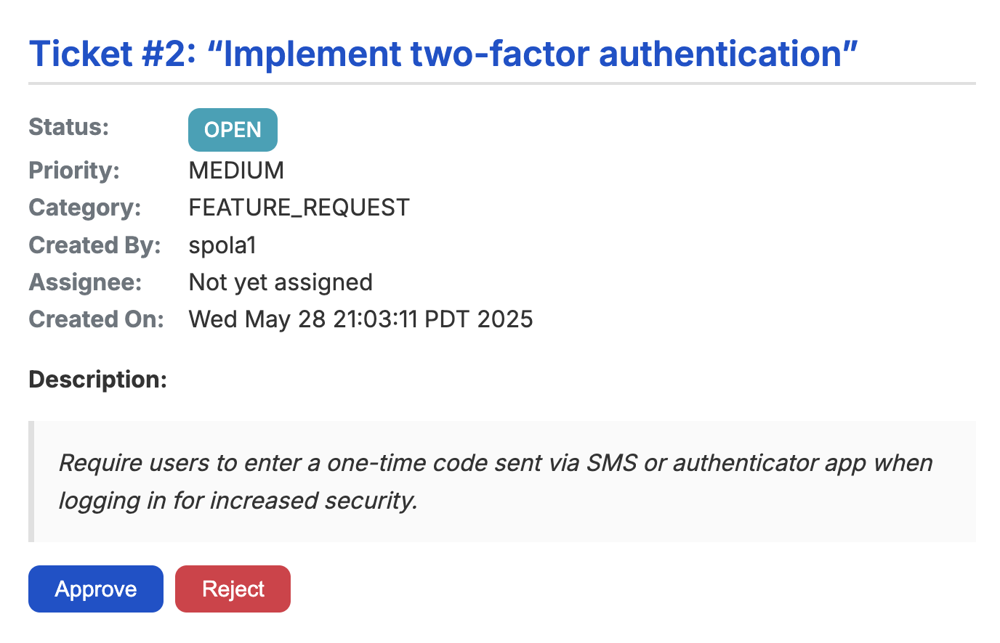 Ticket #2: “Implement two-factor authentication”
Status: OPEN
Priority: MEDIUM
Category: FEATURE_REQUEST
Created By: spola1
Assignee: Not yet assigned
Created On: Wed May 28 21:03:11 PDT 2025
Description:
Require users to enter a one-time code sent via SMS or authenticator app when
logging in for increased security.
Approve Reject